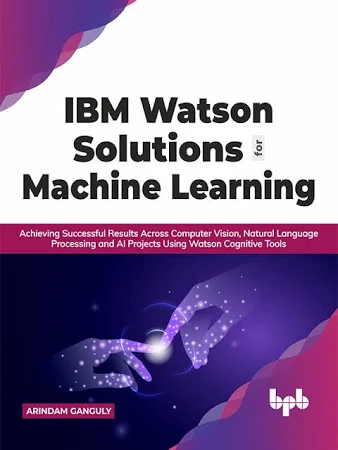 IBM Watson
Solutions for
Machine Learning
Achieving Successful Results Across Computer Vision, Natural Language
Processing and AI Projects Using Watson Cognitive Tools
ARINDAM GANGULY
bpb